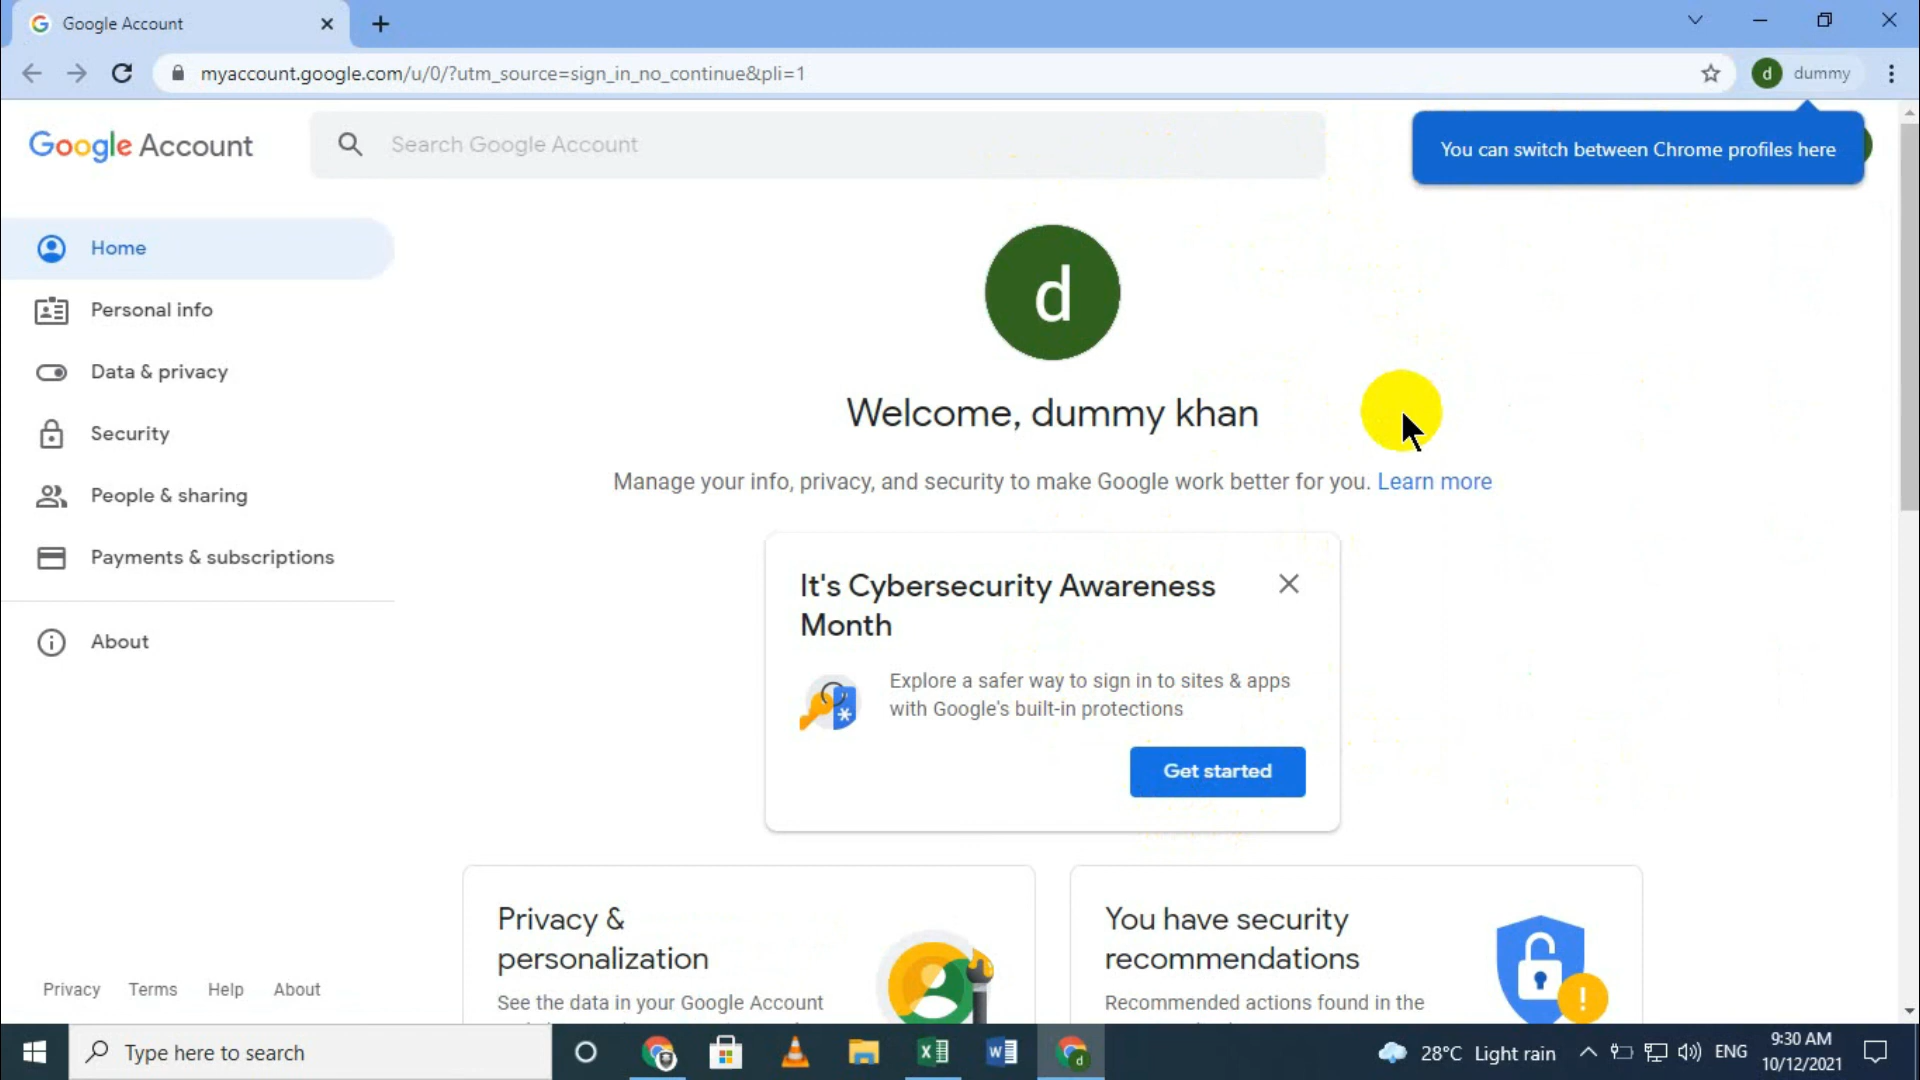 Google Account
myaccount.google.com/u/0/?utm_source=sign_in_no_continue&pli=1
d
dummy
Google Account
Search Google Account
You can switch between Chrome profiles here
Home
Personal info
Data & privacy
Security
People & sharing
Payments & subscriptions
About
d
Welcome, dummy khan
Manage your info, privacy, and security to make Google work better for you. Learn more
It's Cybersecurity Awareness
Month
Explore a safer way to sign in to sites & apps
with Google's built-in protections
Get started
Privacy &
personalization
See the data in your Google Account
You have security
recommendations
Recommended actions found in the
Privacy Terms Help About
Type here to search
28°C Light rain
ENG
9:30 AM
10/12/2021